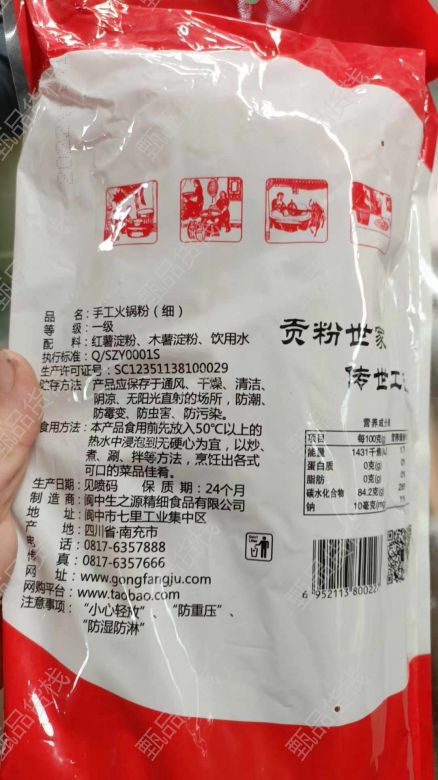 品 名：手工火锅粉（细）
等 级：一级
配 料：红薯淀粉、木薯淀粉、饮用水
执行标准：Q/SZY0001S
生产许可证号：SC12351138100029
贮存方法：产品应保存于通风、干燥、清洁、
阴凉、无阳光直射的场所，防潮、
防霉变、防虫害、防污染。
食用方法：本产品食用前先放入50℃以上的
热水中浸泡到无硬心为宜，以炒、
煮、涮、拌等方法，烹饪出各式
可口的菜品佳肴。
生产日期：见喷码 保 质 期：24个月
制 造 商：阆中生之源精细食品有限公司
地 址：阆中市七里工业集中区
产 地：四川省·南充市
电 话：0817-6357888
传 真：0817-6357666
网 址：www.gongfangju.com
网购平台：www.taobao.com
注意事项：“小心轻放”、“防重压”、
“防湿防淋”
贡粉世家
传世工
营养成分
项目 每100克(g) 营养
能量 1431千焦(kJ)
蛋白质 0克(g)
脂肪 0克(g)
碳水化合物 84.2克(g)
钠 10毫克(mg)
6 952113 80022
甄品货栈